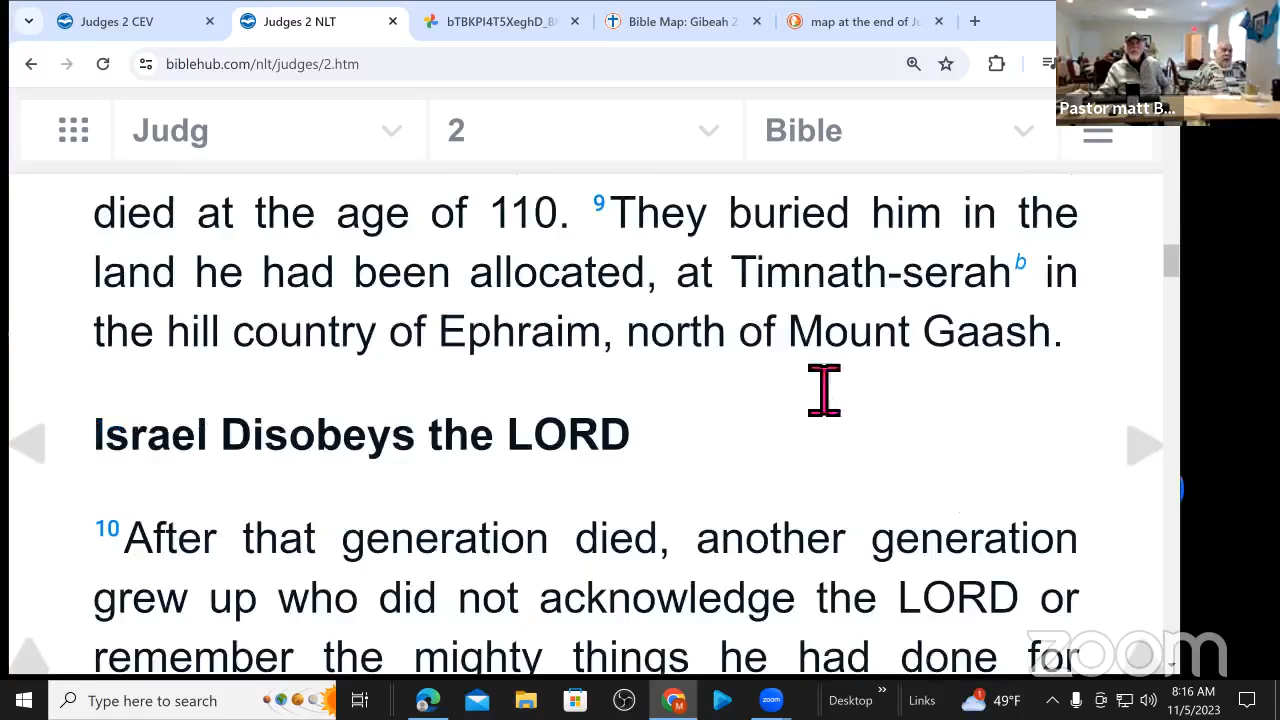 Judges 2 CEV
Judges 2 NLT
bTBKPI4T5XeghD_8
Bible Map: Gibeah 2
map at the end of Ju
biblehub.com/nlt/judges/2.htm
Pastor matt B...
Judg
2
Bible
died at the age of 110. 9They buried him in the
land he had been allocated, at Timnath-serahb in
the hill country of Ephraim, north of Mount Gaash.
Israel Disobeys the LORD
10After that generation died, another generation
grew up who did not acknowledge the LORD or
remember the mighty things he had done for
zoom
Type here to search
Desktop
Links
1
49°F
8:16 AM
11/5/2023